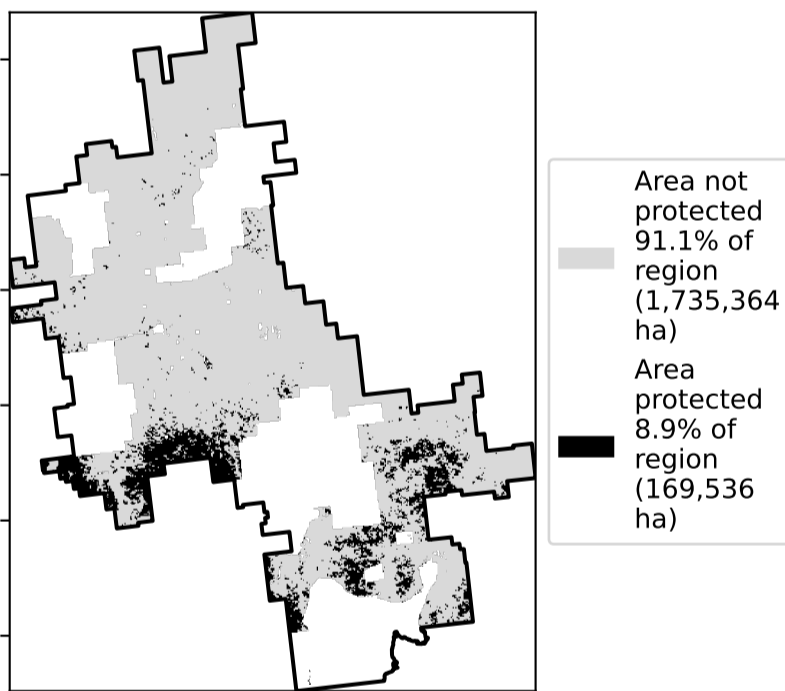 Area not
protected
91.1% of
region
(1,735,364
ha)
Area
protected
8.9% of
region
(169,536
ha)